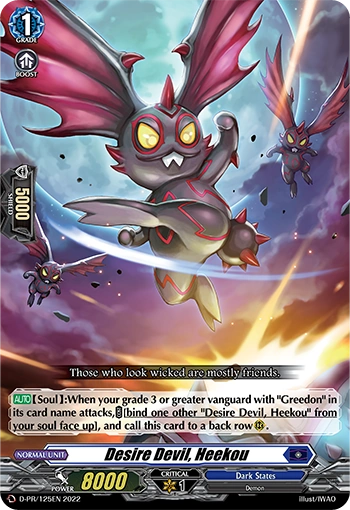 1
GRADE
BOOST
5000
SHIELD
Those who look wicked are mostly friends.
AUTO【Soul】:When your grade 3 or greater vanguard with "Greedon" in
its card name attacks, [bind one other "Desire Devil, Heekou" from
your soul face up), and call this card to a back row .
NORMAL UNIT
Desire Devil, Heekou
POWER 8000
CRITICAL
1
Dark States
Demon
D-PR/125EN 2022
Illust/IWAO